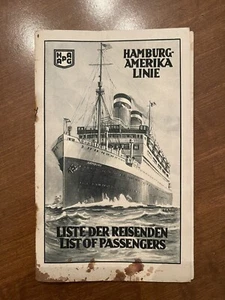 HAPAG
HAMBURG-
AMERIKA
LINIE
LISTE DER REISENDEN
LIST OF PASSENGERS